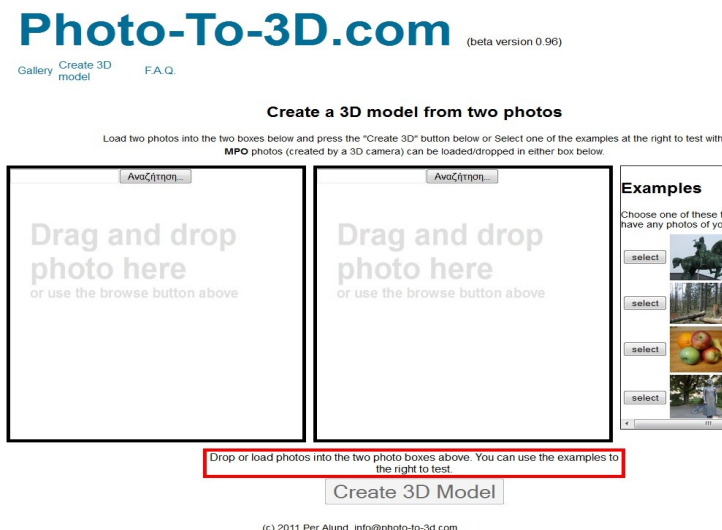 Photo-To-3D.com (beta version 0.96)
Gallery Create 3D model F.A.Q.
Create a 3D model from two photos
Load two photos into the two boxes below and press the "Create 3D" button below or Select one of the examples at the right to test with
MPO photos (created by a 3D camera) can be loaded/dropped in either box below.
Αναζήτηση...
Drag and drop
photo here
or use the browse button above
Αναζήτηση...
Drag and drop
photo here
or use the browse button above
Examples
Choose one of these
have any photos of
select
select
select
select
Drop or load photos into the two photo boxes above. You can use the examples to
the right to test.
Create 3D Model
(c) 2011 Per Alund, info@photo-to-3d.com